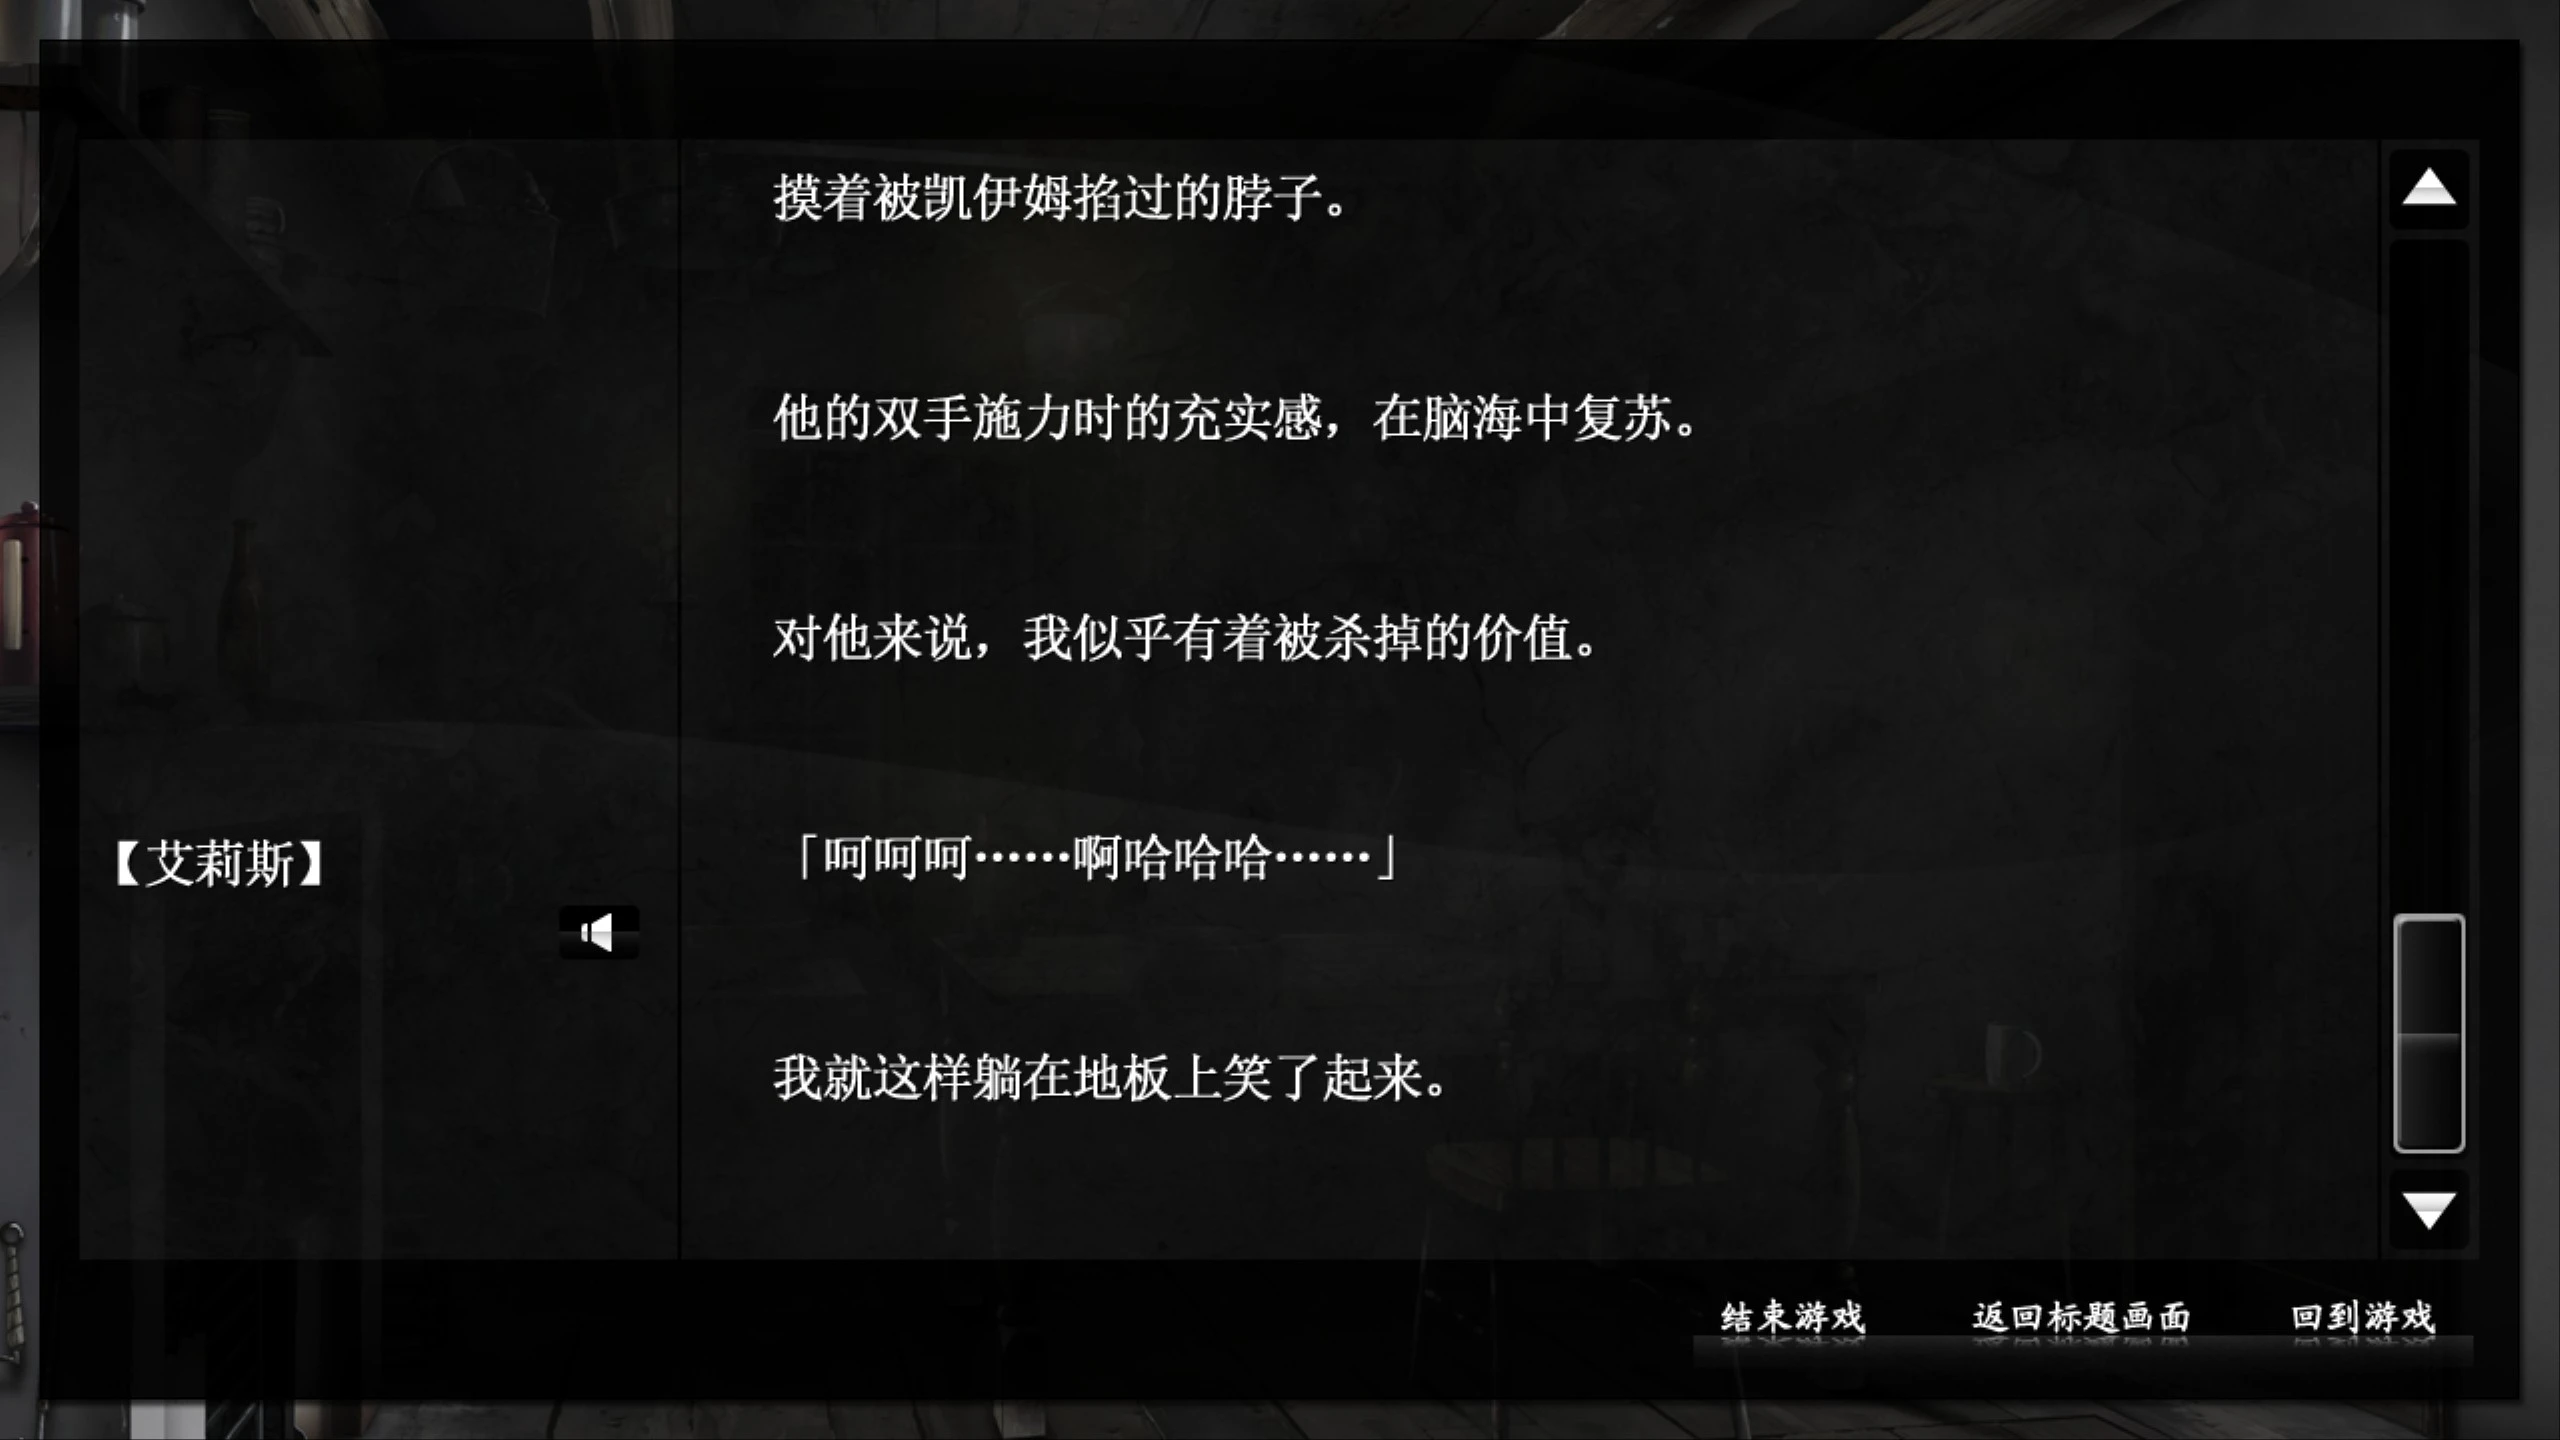 摸着被凯伊姆掐过的脖子。
他的双手施力时的充实感，在脑海中复苏。
对他来说，我似乎有着被杀掉的价值。
【艾莉斯】
「呵呵呵……啊哈哈哈……」
我就这样躺在地板上笑了起来。
结束游戏 返回标题画面 回到游戏